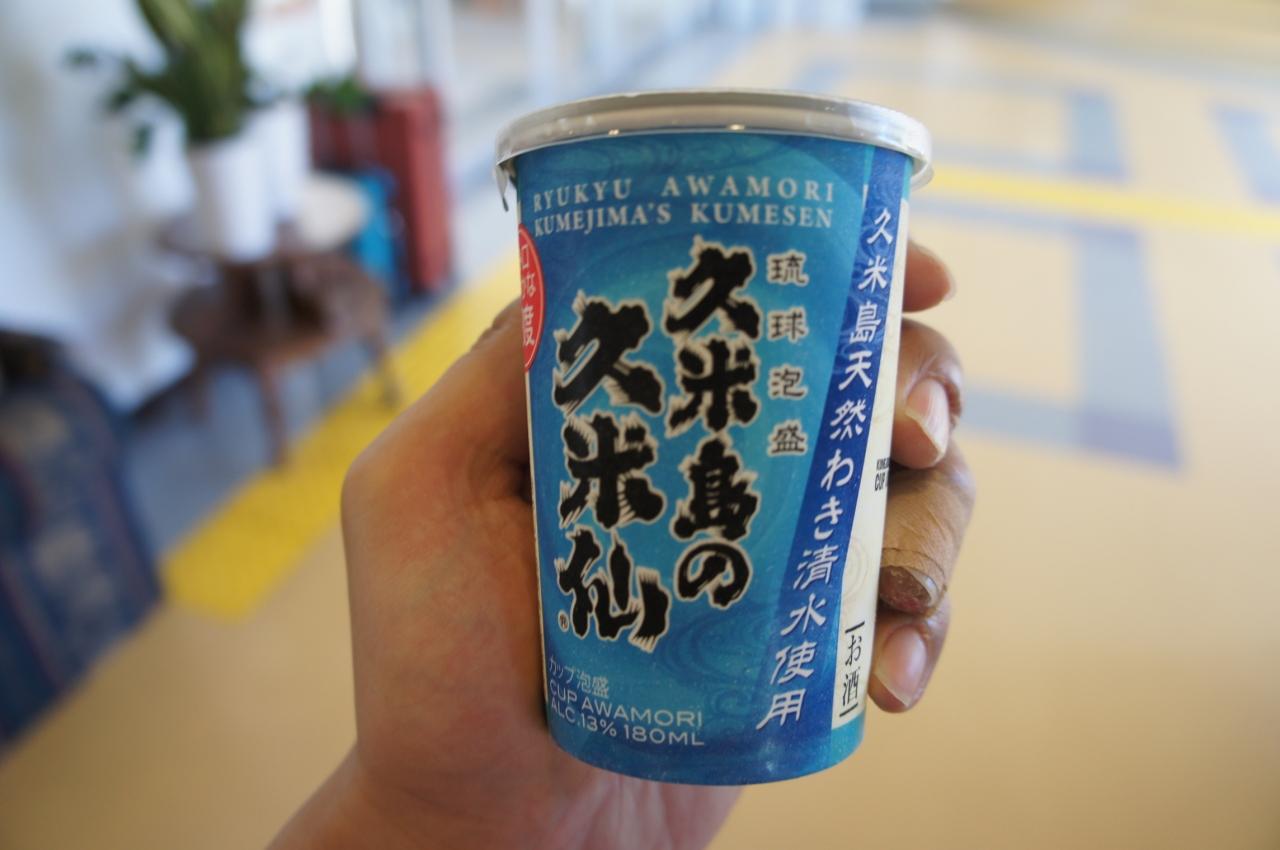 RYUKYU AWAMORI
KUMEJIMA'S KUMESEN
琉球泡盛
久米島の
久米仙
®
久米島天然わき清水使用
カップ泡盛
CUP AWAMORI
ALC.13% 180ML
お酒
CUP